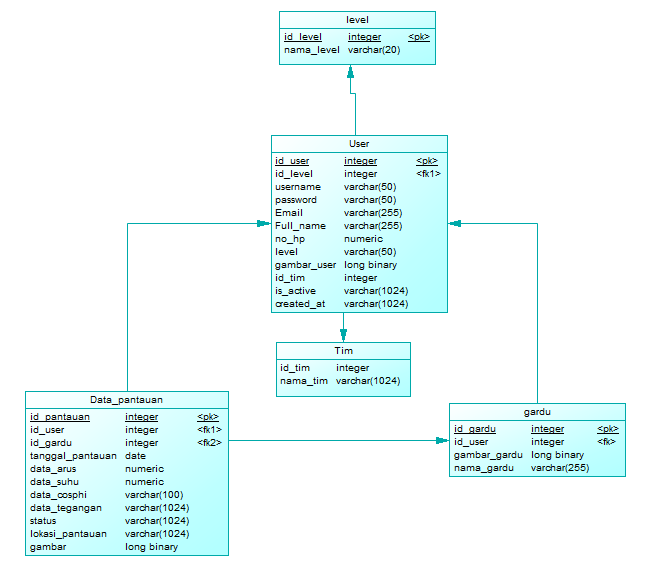 level
id_level integer <pk>
nama_level varchar(20)
User
id_user integer <pk>
id_level integer <fk1>
username varchar(50)
password varchar(50)
Email varchar(255)
Full_name varchar(255)
no_hp numeric
level varchar(50)
gambar_user long binary
id_tim integer
is_active varchar(1024)
created_at varchar(1024)
Tim
id_tim integer
nama_tim varchar(1024)
Data_pantauan
id_pantauan integer <pk>
id_user integer <fk1>
id_gardu integer <fk2>
tanggal_pantauan date
data_arus numeric
data_suhu numeric
data_cosphi varchar(100)
data_tegangan varchar(1024)
status varchar(1024)
lokasi_pantauan varchar(1024)
gambar long binary
gardu
id_gardu integer <pk>
id_user integer <fk>
gambar_gardu long binary
nama_gardu varchar(255)